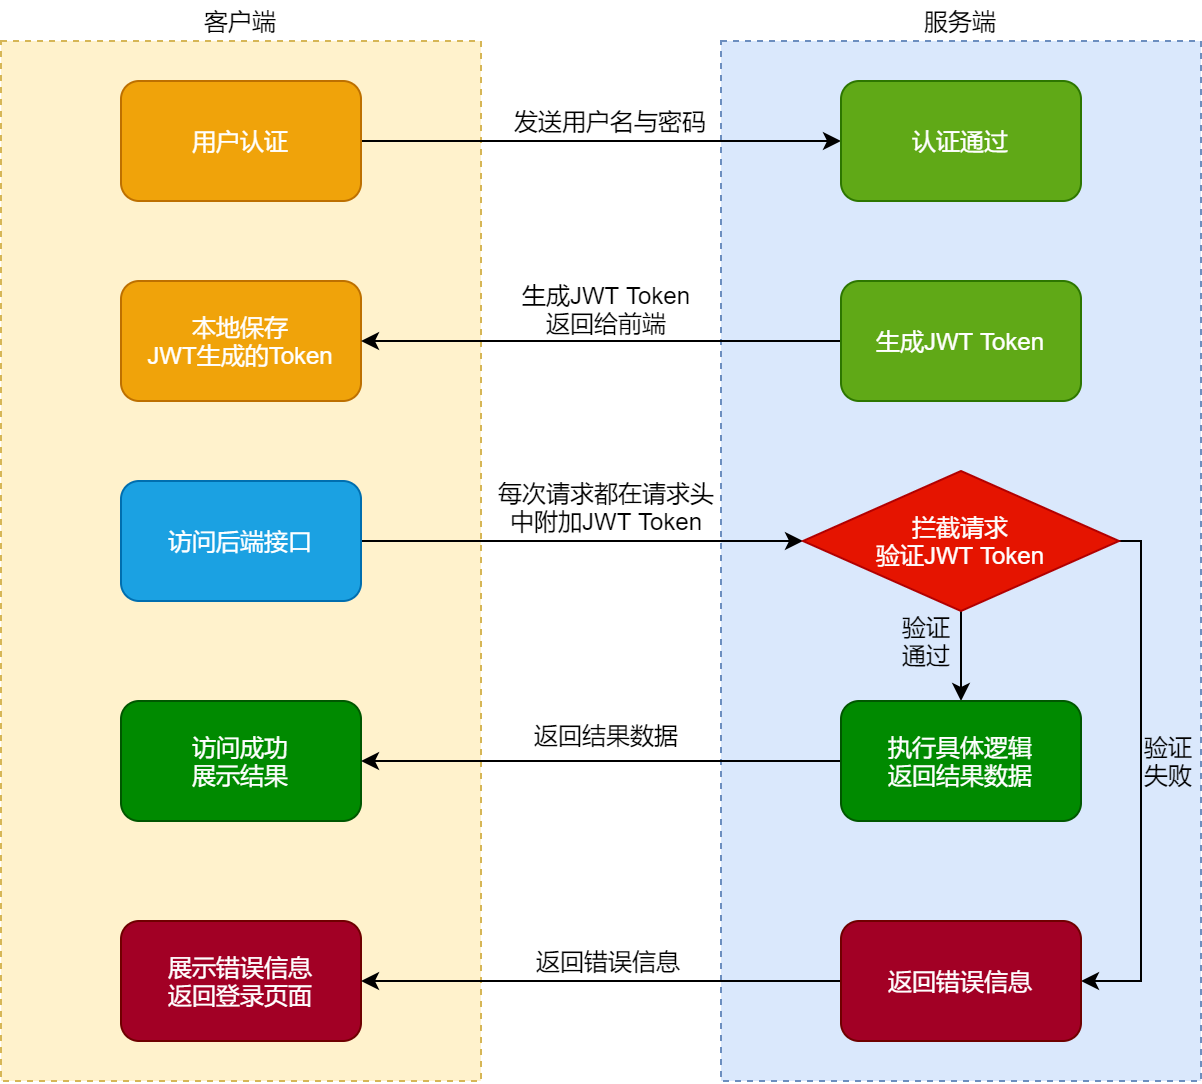 客户端
服务端
用户认证
发送用户名与密码
认证通过
生成JWT Token
返回给前端
本地保存
JWT生成的Token
生成JWT Token
访问后端接口
每次请求都在请求头
中附加JWT Token
拦截请求
验证JWT Token
验证
通过
验证
失败
访问成功
展示结果
返回结果数据
执行具体逻辑
返回结果数据
展示错误信息
返回登录页面
返回错误信息
返回错误信息